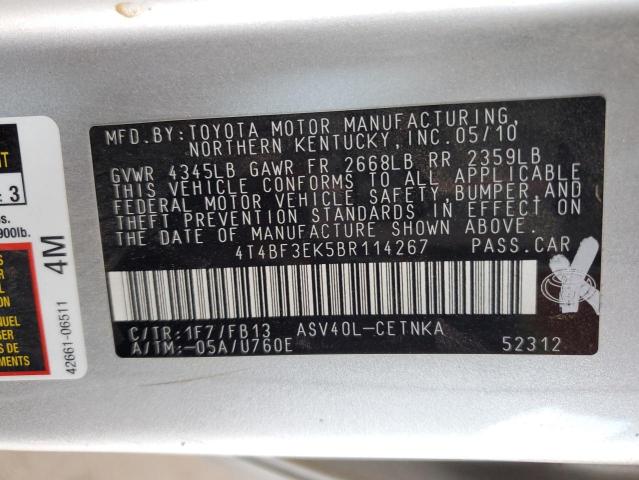 MFD.BY:TOYOTA MOTOR MANUFACTURING,
NORTHERN KENTUCKY,INC.05/10
GVWR 4345LB GAWR FR 2668LB RR 2359LB
THIS VEHICLE CONFORMS TO ALL APPLICABLE
FEDERAL MOTOR VEHICLE SAFETY,BUMPER AND
THEFT PREVENTION STANDARDS IN EFFECT ON
THE DATE OF MANUFACTURE SHOWN ABOVE.
4T4BF3EK5BR114267 PASS.CAR
C/TR:1F7/FB13 ASV40L-CETNKA
A/TM:-05A/U760E
52312
3
900lb.
4M
42661-06511